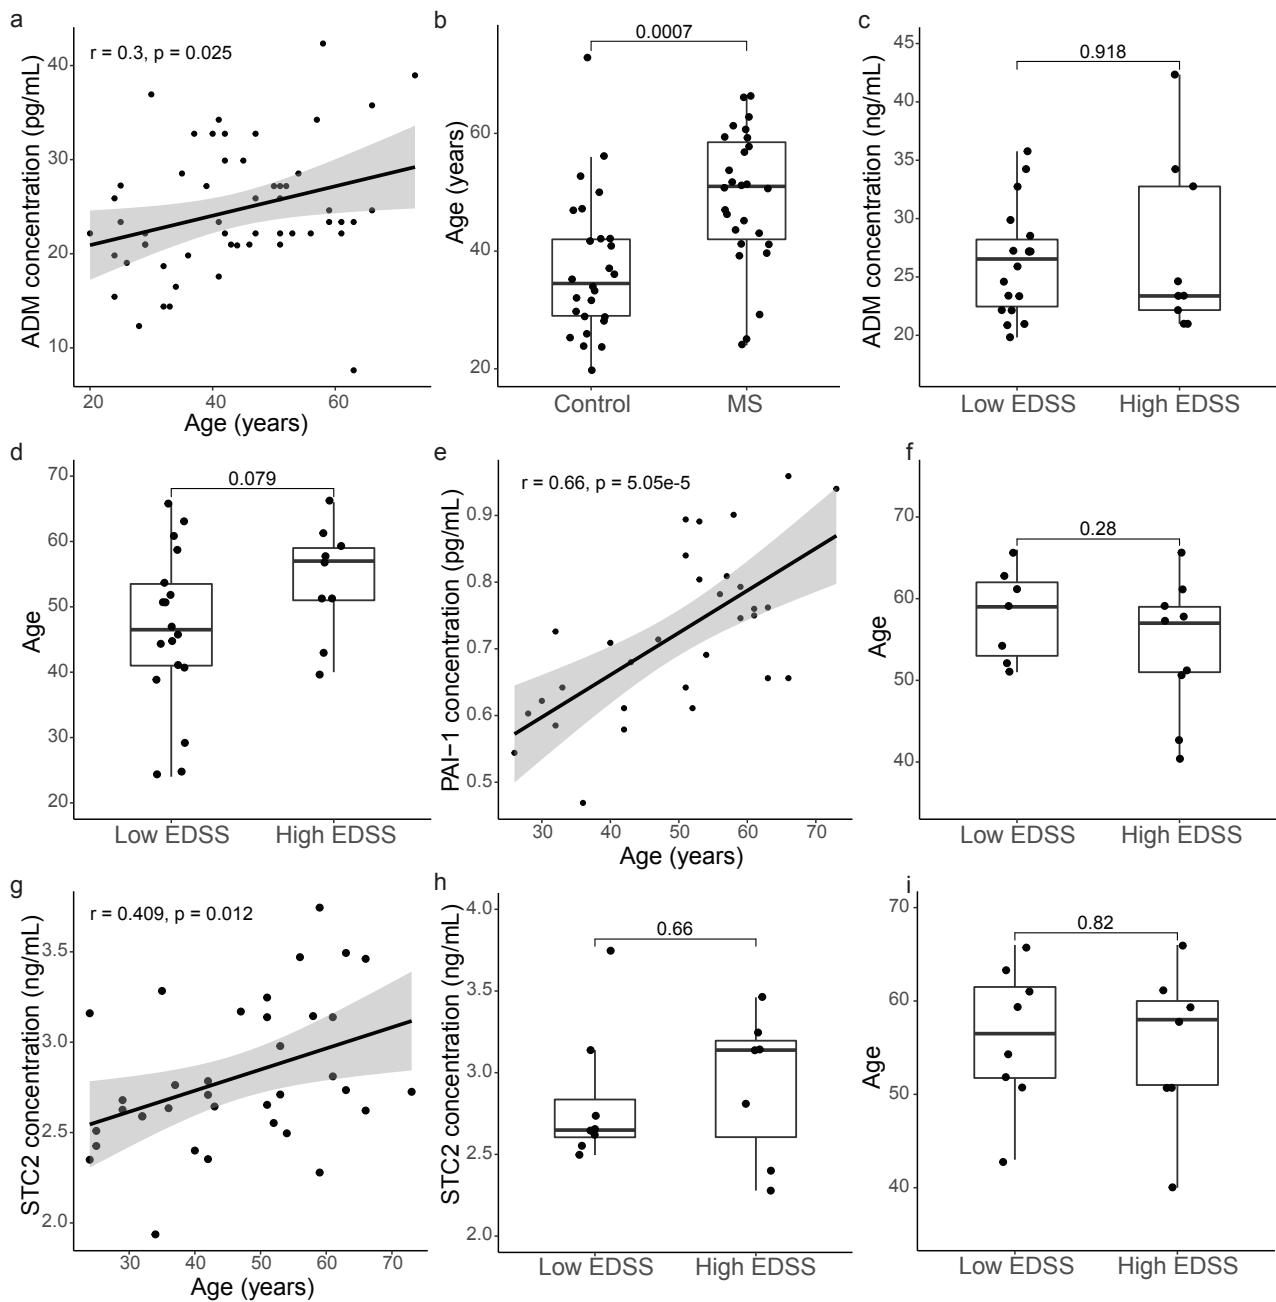 a
r = 0.3, p = 0.025
ADM concentration (pg/mL)
40
30
20
10
20
40
60
Age (years)
b
0.0007
Age (years)
60
40
20
Control
MS
c
0.918
ADM concentration (ng/mL)
45
40
35
30
25
20
Low EDSS
High EDSS
d
0.079
Age
70
60
50
40
30
20
Low EDSS
High EDSS
e
r = 0.66, p = 5.05e-5
PAI−1 concentration (pg/mL)
0.9
0.8
0.7
0.6
0.5
30
40
50
60
70
Age (years)
f
0.28
Age
70
60
50
40
Low EDSS
High EDSS
g
r = 0.409, p = 0.012
STC2 concentration (ng/mL)
3.5
3.0
2.5
2.0
30
40
50
60
70
Age (years)
h
0.66
STC2 concentration (ng/mL)
4.0
3.5
3.0
2.5
2.0
Low EDSS
High EDSS
i
0.82
Age
70
60
50
40
Low EDSS
High EDSS